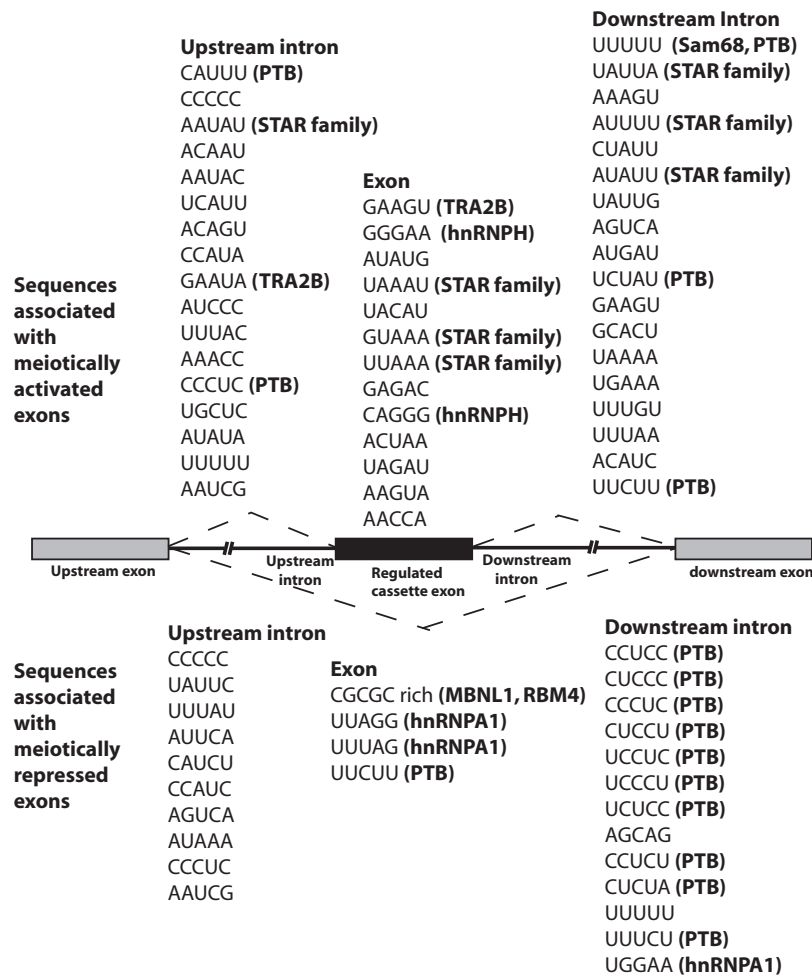 Upstream intron
CAUUU (PTB)
CCCCC
AAUAU (STAR family)
ACAAU
AAUAC
UCAUU
ACAGU
CCAUA
GAAUA (TRA2B)
AUCCC
UUUAC
AAACC
CCCUC (PTB)
UGCUC
AUAUA
UUUUU
AAUCG
Sequences
associated
with
meiotically
activated
exons
Exon
GAAGU (TRA2B)
GGGAA (hnRNPH)
AUAUG
UAAAU (STAR family)
UACAU
GUAAA (STAR family)
UUAAA (STAR family)
GAGAC
CAGGG (hnRNPH)
ACUAA
UAGAU
AAGUA
AACCA
Downstream Intron
UUUUU (Sam68, PTB)
UAUUA (STAR family)
AAAGU
AUUUU (STAR family)
CUAUU
AUAUU (STAR family)
UAUUG
AGUCA
AUGAU
UCUAU (PTB)
GAAGU
GCACU
UAAAA
UGAAA
UUUGU
UUUAA
ACAUC
UUCUU (PTB)
Upstream exon
Upstream
intron
Regulated
cassette exon
Downstream
intron
downstream exon
Sequences
associated
with
meiotically
repressed
exons
Upstream intron
CCCCC
UAUUC
UUUAU
AUUCA
CAUCU
CCAUC
AGUCA
AUAAA
CCCUC
AAUCG
Exon
CGCGC rich (MBNL1, RBM4)
UUAGG (hnRNPA1)
UUUAG (hnRNPA1)
UUCUU (PTB)
Downstream intron
CCUCC (PTB)
CUCCC (PTB)
CCCUC (PTB)
CUCCU (PTB)
UCCUC (PTB)
UCCCU (PTB)
UCUCC (PTB)
AGCAG
CCUCU (PTB)
CUCUA (PTB)
UUUUU
UUUCU (PTB)
UGGAA (hnRNPA1)